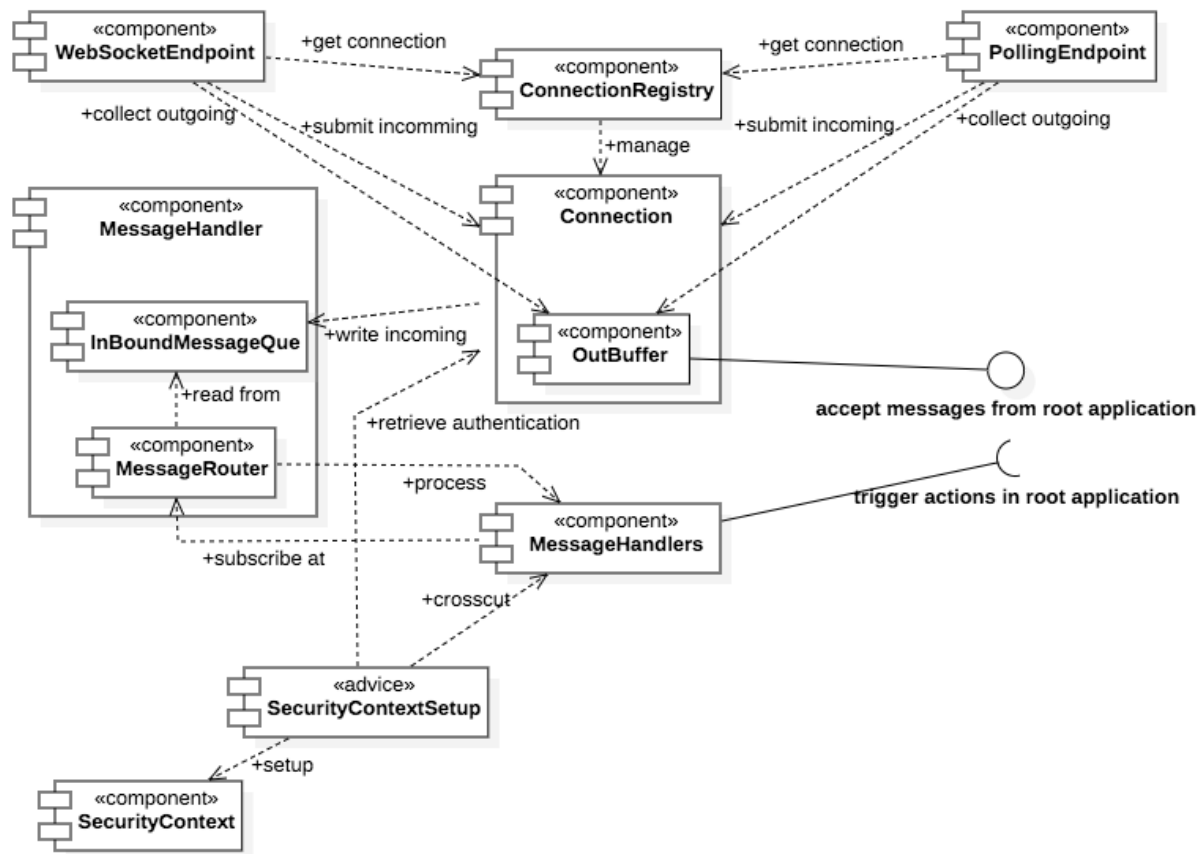 «component»
WebSocketEndpoint
+get connection
«component»
ConnectionRegistry
+get connection
«component»
PollingEndpoint
+collect outgoing
+submit incomming
+submit incoming
+collect outgoing
+manage
«component»
MessageHandler
«component»
Connection
«component»
InBoundMessageQue
+write incoming
«component»
OutBuffer
+read from
accept messages from root application
+retrieve authentication
«component»
MessageRouter
+process
trigger actions in root application
«component»
MessageHandlers
+subscribe at
+crosscut
«advice»
SecurityContextSetup
+setup
«component»
SecurityContext